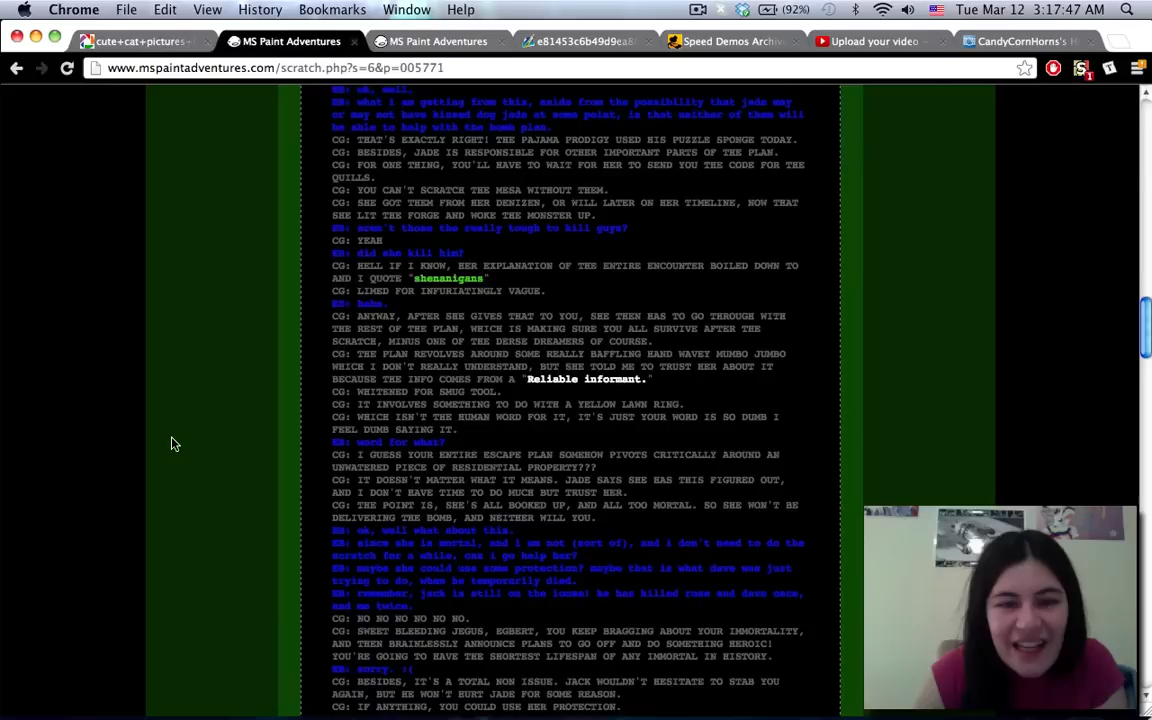 Chrome File Edit View History Bookmarks Window Help (92%) Tue Mar 12 3:17:47 AM
cute+cat+pictures- MS Paint Adventures MS Paint Adventures e81453c6b49d9ea8 Speed Demos Archiv Upload your video - CandyCornHorns's H
www.mspaintadventures.com/scratch.php?s=6&p=005771
EB: ok, well.
EB: what i am getting from this, aside from the possibility that jade may
or may not have kissed dog jade at some point, is that neither of them will
be able to help with the bomb plan.
CG: THAT'S EXACTLY RIGHT! THE PAJAMA PRODIGY USED HIS PUZZLE SPONGE TODAY.
CG: BESIDES, JADE IS RESPONSIBLE FOR OTHER IMPORTANT PARTS OF THE PLAN.
CG: FOR ONE THING, YOU'LL HAVE TO WAIT FOR HER TO SEND YOU THE CODE FOR THE
QUILLS.
CG: YOU CAN'T SCRATCH THE MESA WITHOUT THEM.
CG: SHE GOT THEM FROM HER DENIZEN, OR WILL LATER ON HER TIMELINE, NOW THAT
SHE LIT THE FORGE AND WOKE THE MONSTER UP.
EB: aren't those the really tough to kill guys?
CG: YEAH
EB: did she kill him?
CG: HELL IF I KNOW, HER EXPLANATION OF THE ENTIRE ENCOUNTER BOILED DOWN TO
AND I QUOTE "shenanigans"
CG: LIMED FOR INFURIATINGLY VAGUE.
EB: hehe.
CG: ANYWAY, AFTER SHE GIVES THAT TO YOU, SHE THEN HAS TO GO THROUGH WITH
THE REST OF THE PLAN, WHICH IS MAKING SURE YOU ALL SURVIVE AFTER THE
SCRATCH, MINUS ONE OF THE DERSE DREAMERS OF COURSE.
CG: THE PLAN REVOLVES AROUND SOME REALLY BAFFLING HAND WAVEY MUMBO JUMBO
WHICH I DON'T REALLY UNDERSTAND, BUT SHE TOLD ME TO TRUST HER ABOUT IT
BECAUSE THE INFO COMES FROM A "Reliable informant."
CG: WHITENED FOR SMUG TOOL.
CG: IT INVOLVES SOMETHING TO DO WITH A YELLOW LAWN RING.
CG: WHICH ISN'T THE HUMAN WORD FOR IT, IT'S JUST YOUR WORD IS SO DUMB I
FEEL DUMB SAYING IT.
EB: word for what?
CG: I GUESS YOUR ENTIRE ESCAPE PLAN SOMEHOW PIVOTS CRITICALLY AROUND AN
UNWATERED PIECE OF RESIDENTIAL PROPERTY???
CG: IT DOESN'T MATTER WHAT IT MEANS. JADE SAYS SHE HAS THIS FIGURED OUT,
AND I DON'T HAVE TIME TO DO MUCH BUT TRUST HER.
CG: THE POINT IS, SHE'S ALL BOOKED UP, AND ALL TOO MORTAL. SO SHE WON'T BE
DELIVERING THE BOMB, AND NEITHER WILL YOU.
EB: ok, well what about this.
EB: since she is mortal, and i am not (sort of), and i don't need to do the
scratch for a while, can i go help her?
EB: maybe she could use some protection? maybe that is what dave was just
trying to do, when he temporarily died.
EB: remember, jack is still on the loose! he has killed rose and dave once,
and me twice.
CG: NO NO NO NO NO NO.
CG: SWEET BLEEDING JEGUS, EGBERT, YOU KEEP BRAGGING ABOUT YOUR IMMORTALITY,
AND THEN BRAINLESSLY ANNOUNCE PLANS TO GO OFF AND DO SOMETHING HEROIC!
YOU'RE GOING TO HAVE THE SHORTEST LIFESPAN OF ANY IMMORTAL IN HISTORY.
EB: sorry. :(
CG: BESIDES, IT'S A TOTAL NON ISSUE. JACK WOULDN'T HESITATE TO STAB YOU
AGAIN, BUT HE WON'T HURT JADE FOR SOME REASON.
CG: IF ANYTHING, YOU COULD USE HER PROTECTION.